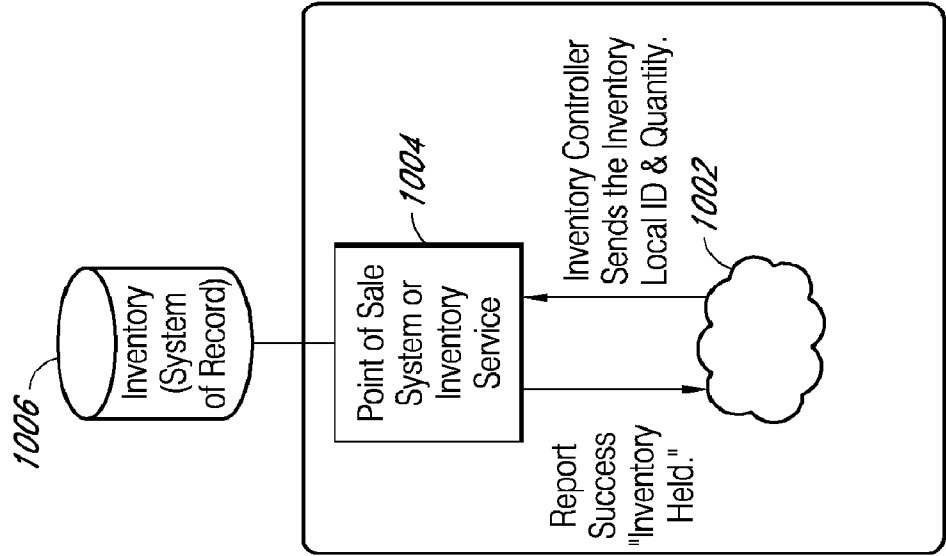 1006
Inventory
(System
of Record)
1004
Point of Sale
System or
Inventory
Service
Inventory Controller
Sends the Inventory
Local ID & Quantity.
Report
Success
"Inventory
Held."
1002